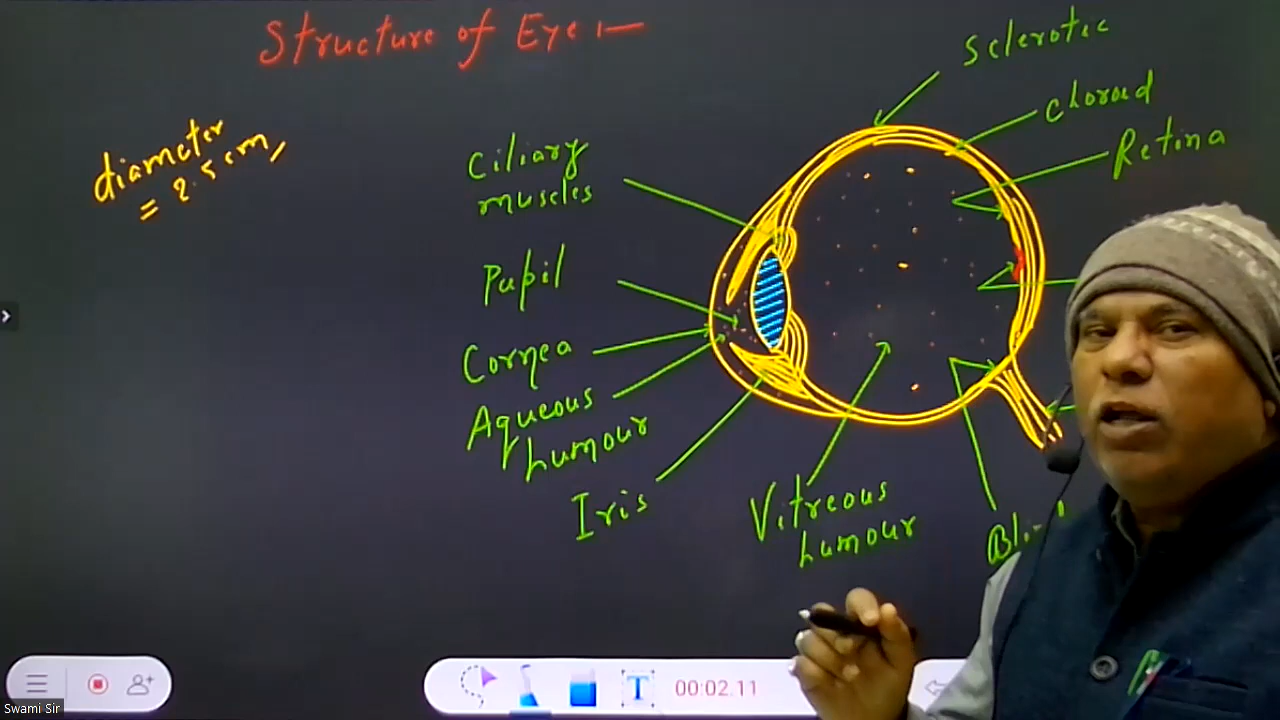 Structure of Eye :—
diameter
= 2.5 cm,
Sclerotic
Choroid
Retina
Ciliary
muscles
Pupil
Cornea
Aqueous
humour
Iris
Vitreous
humour
T
00:02.11
Swami Sir